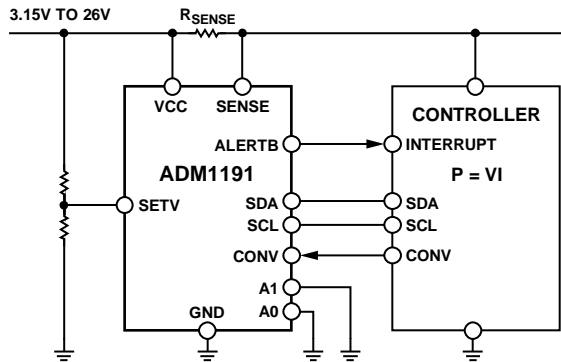 3.15V TO 26V
RSENSE
VCC
SENSE
CONTROLLER
ALERTB
INTERRUPT
ADM1191
P = VI
SETV
SDA
SDA
SCL
SCL
CONV
CONV
A1
GND
A0